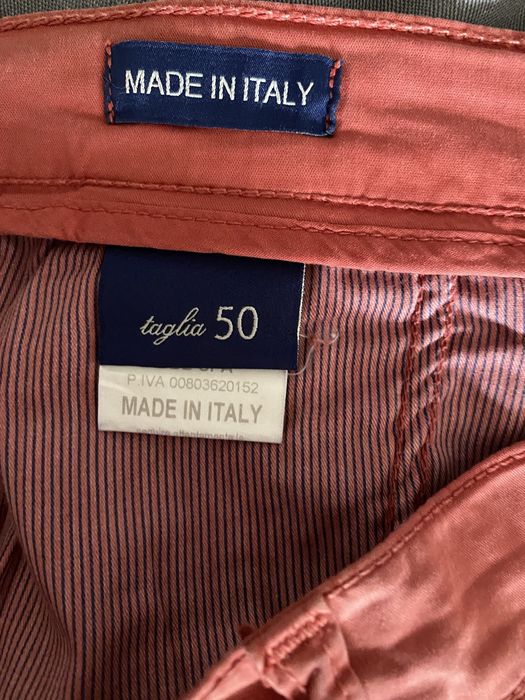 MADE IN ITALY
taglia 50
P.IVA 00803620152
MADE IN ITALY